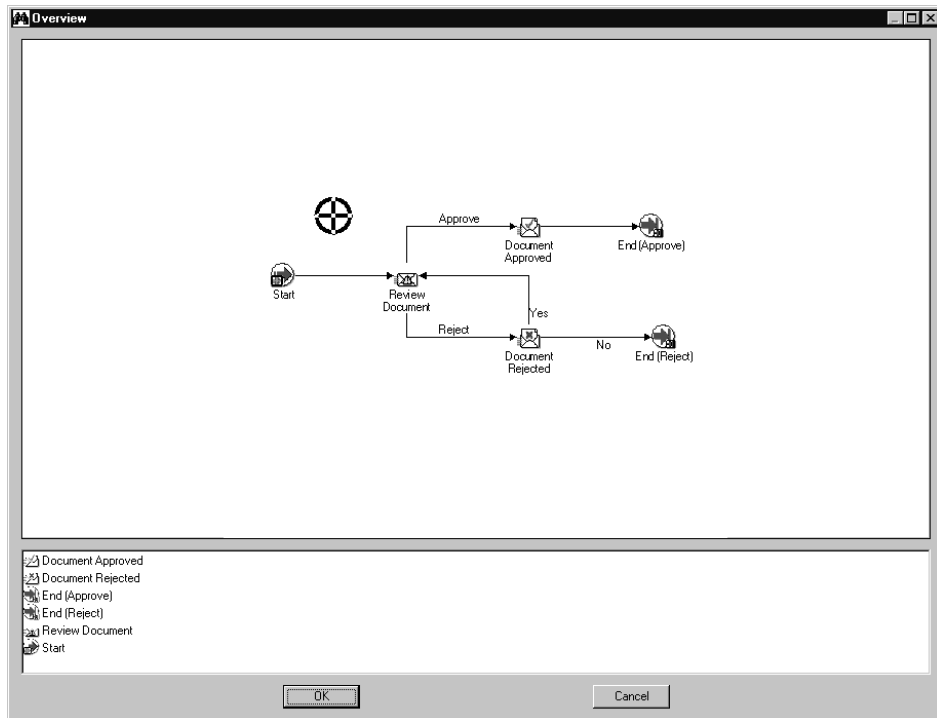 Overview
Approve
Document
Approved
End (Approve)
Start
Review
Document
Yes
Reject
Document
Rejected
No
End (Reject)
Document Approved
Document Rejected
End (Approve)
End (Reject)
Review Document
Start
OK
Cancel